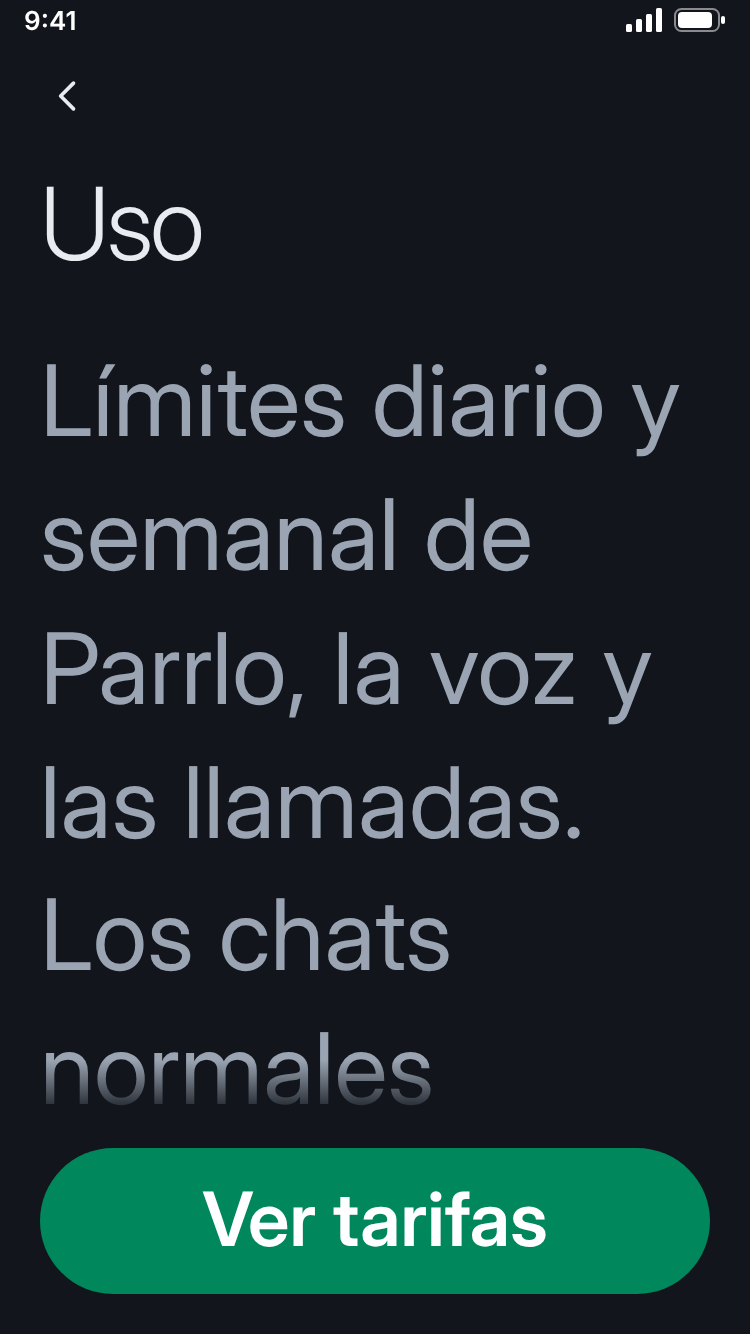 9:41
Uso
Límites diario y
semanal de
Parrlo, la voz y
las llamadas.
Los chats
normales
Ver tarifas